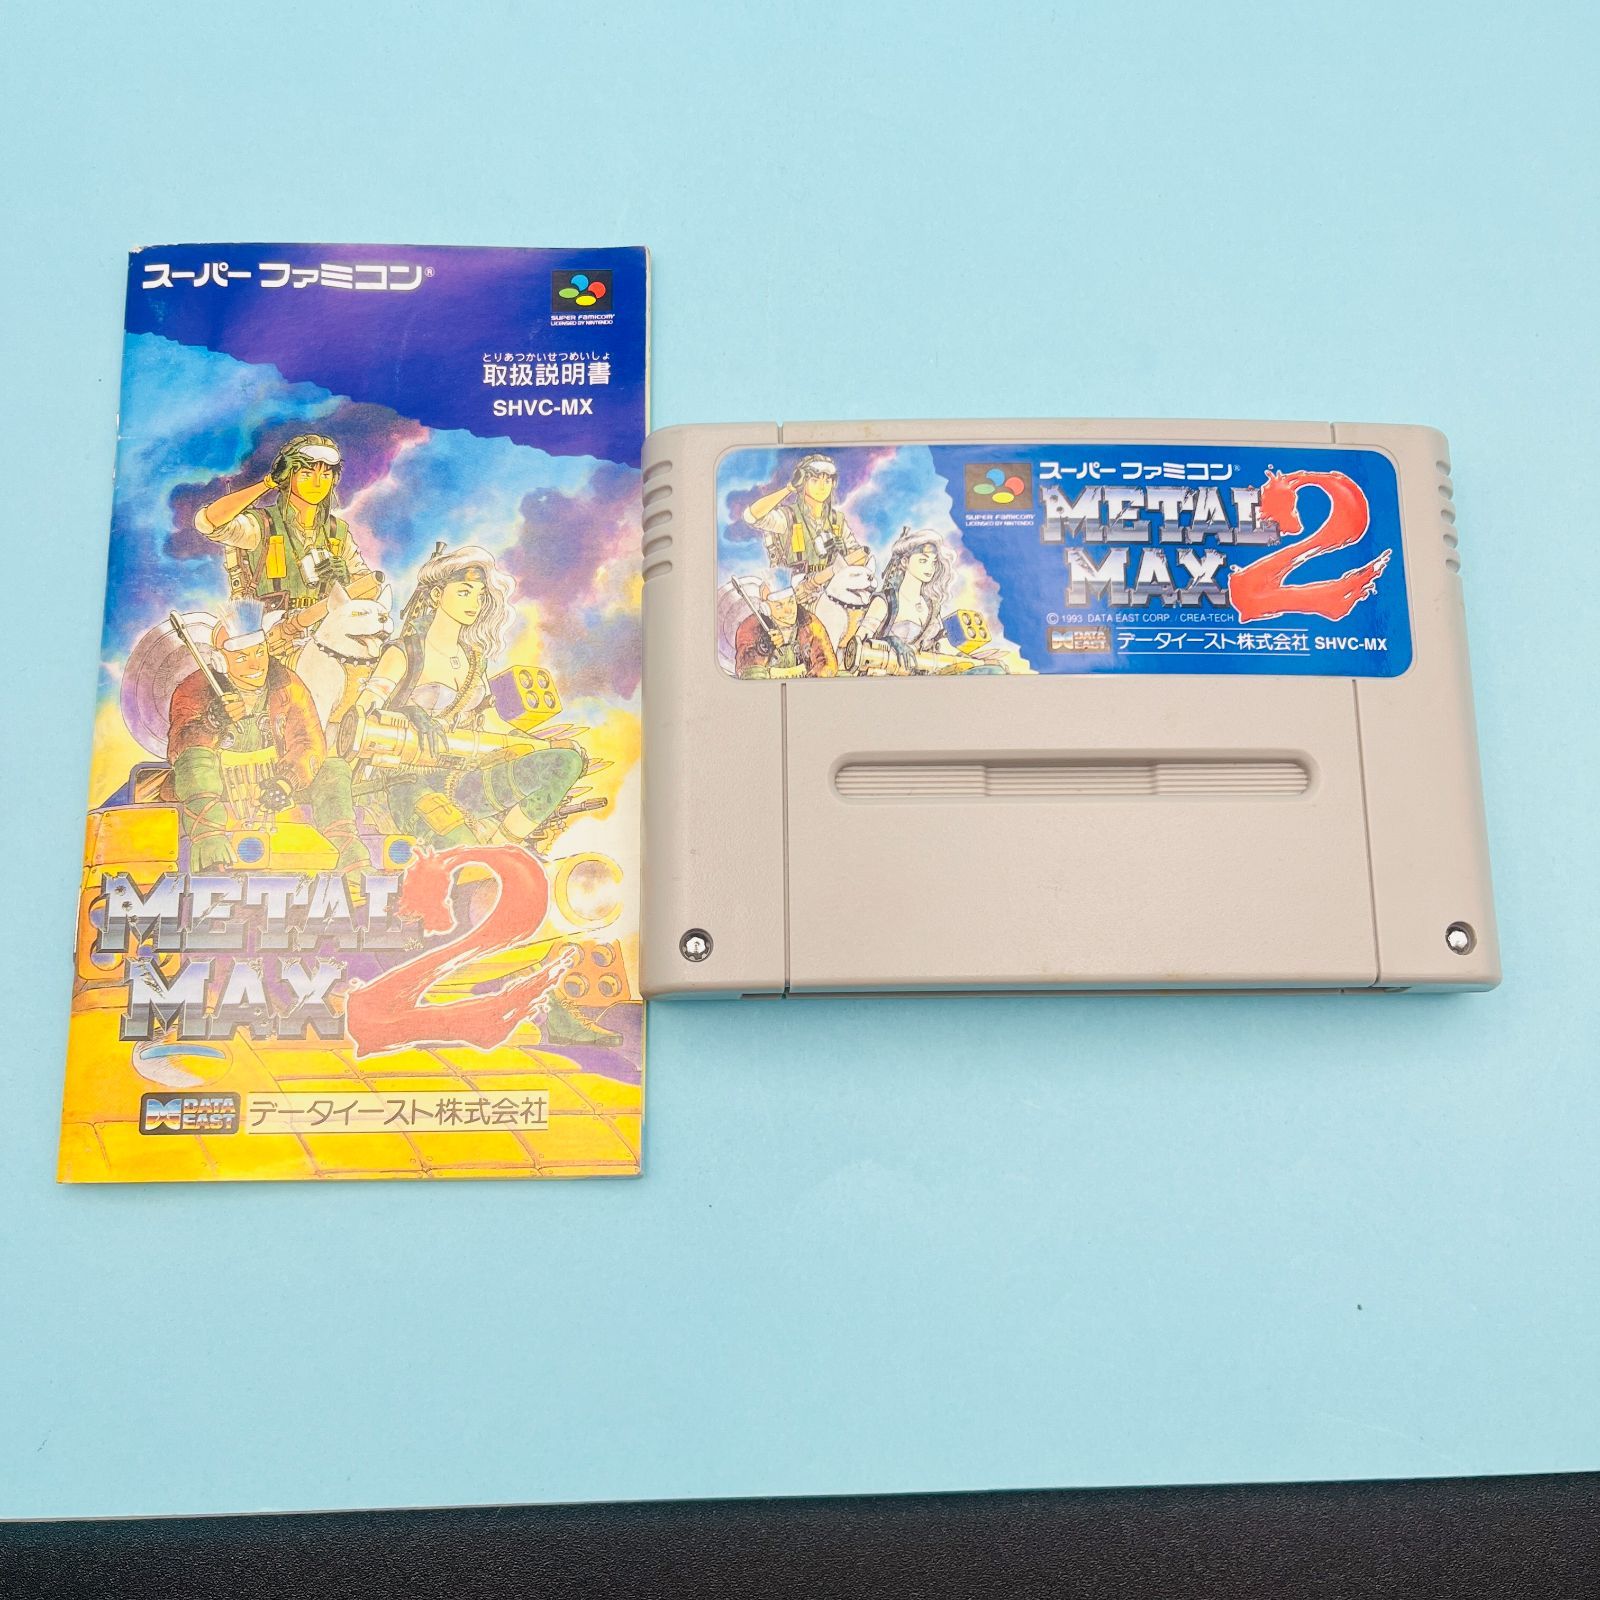 スーパーファミコン®
SUPER FAMICOM
LICENSED BY NINTENDO
とりあつかいせつめいしょ
取扱説明書
SHVC-MX
METAL
MAX 2
DATA EAST
データイースト株式会社
スーパーファミコン®
SUPER FAMICOM
LICENSED BY NINTENDO
METAL
MAX 2
© 1993 DATA EAST CORP. / CREA-TECH
DATA EAST
データイースト株式会社 SHVC-MX